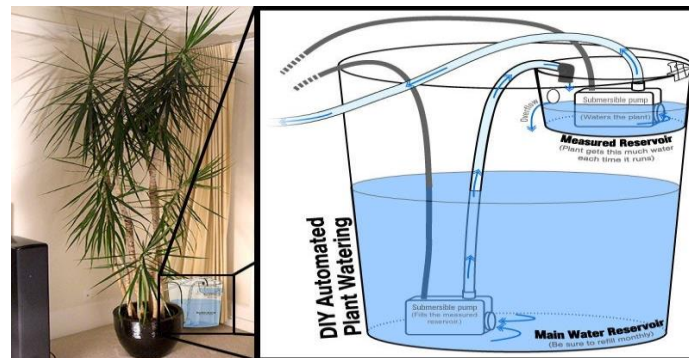 Submersible pump
(Waters the plant)
Overflow
Measured Reservoir
(Plant gets this much water
each time it runs)
DIY Automated
Plant Watering
Submersible pump
(Fills the measured
reservoir.)
Main Water Reservoir
(Be sure to refill monthly)